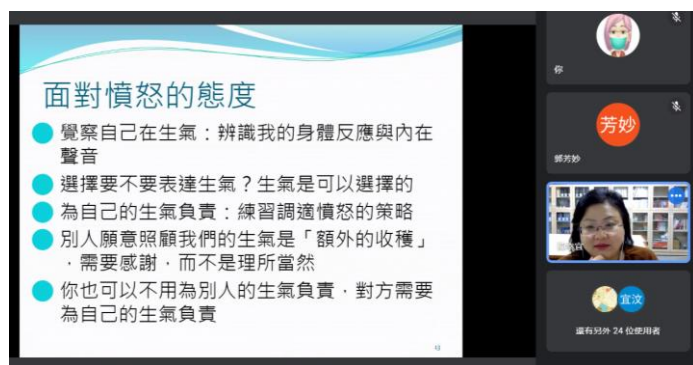 面對憤怒的態度
覺察自己在生氣：辨識我的身體反應與內在
聲音
選擇要不要表達生氣？生氣是可以選擇的
為自己的生氣負責：練習調適憤怒的策略
別人願意照顧我們的生氣是「額外的收穫」
，需要感謝，而不是理所當然
你也可以不用為別人的生氣負責，對方需要
為自己的生氣負責
你
芳妙
郭芳妙
宜汶
還有另外 24 位使用者